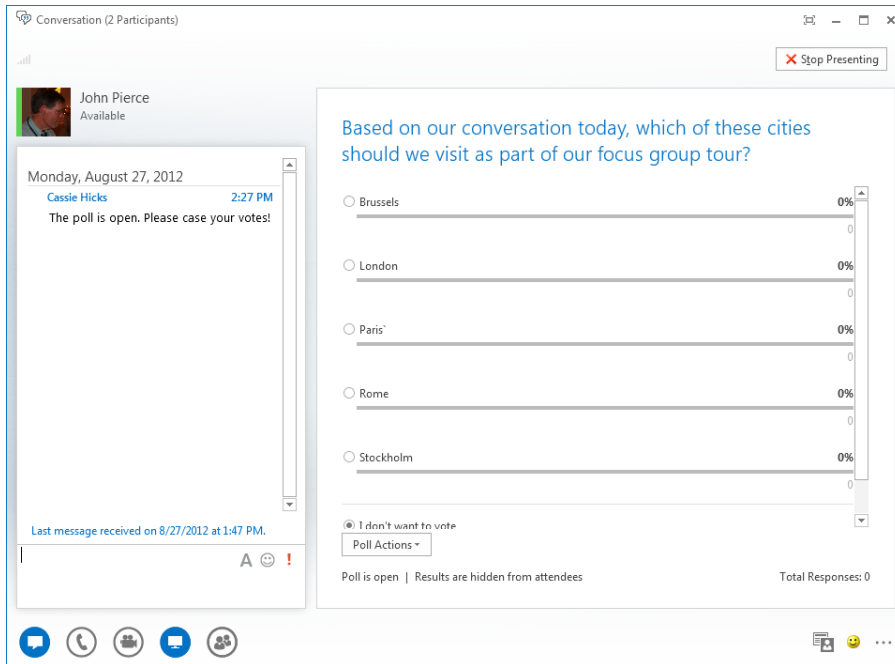 Conversation (2 Participants)
Stop Presenting
John Pierce
Available
Monday, August 27, 2012
Cassie Hicks 2:27 PM
The poll is open. Please case your votes!
Last message received on 8/27/2012 at 1:47 PM.
A !
Based on our conversation today, which of these cities
should we visit as part of our focus group tour?
Brussels 0%
0
London 0%
0
Paris` 0%
0
Rome 0%
0
Stockholm 0%
0
I don't want to vote
Poll Actions
Poll is open | Results are hidden from attendees Total Responses: 0